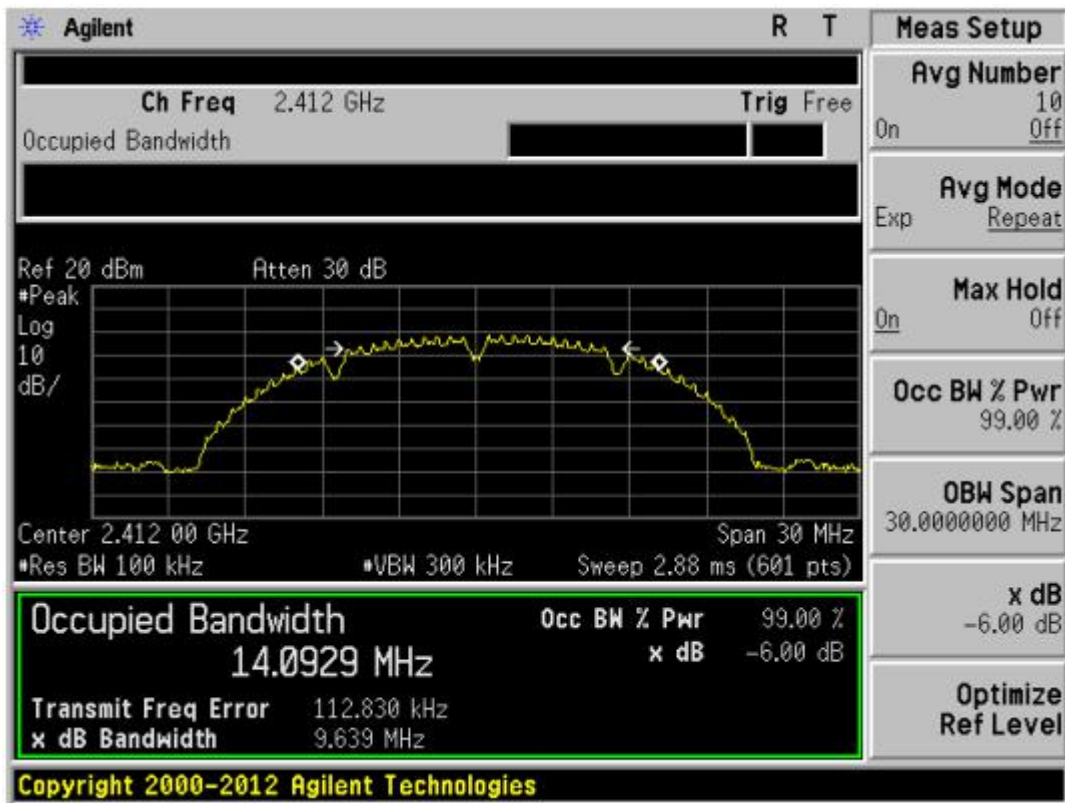 Agilent
R T
Ch Freq 2.412 GHz
Trig Free
Occupied Bandwidth
Ref 20 dBm Atten 30 dB
#Peak
Log
10
dB/
Center 2.412 00 GHz Span 30 MHz
#Res BW 100 kHz #VBW 300 kHz Sweep 2.88 ms (601 pts)
Occupied Bandwidth
14.0929 MHz
Occ BW % Pwr 99.00 %
x dB -6.00 dB
Transmit Freq Error 112.830 kHz
x dB Bandwidth 9.639 MHz
Copyright 2000-2012 Agilent Technologies
Meas Setup
Avg Number
10
On Off
Avg Mode
Exp Repeat
Max Hold
On Off
Occ BW % Pwr
99.00 %
OBW Span
30.0000000 MHz
x dB
-6.00 dB
Optimize
Ref Level